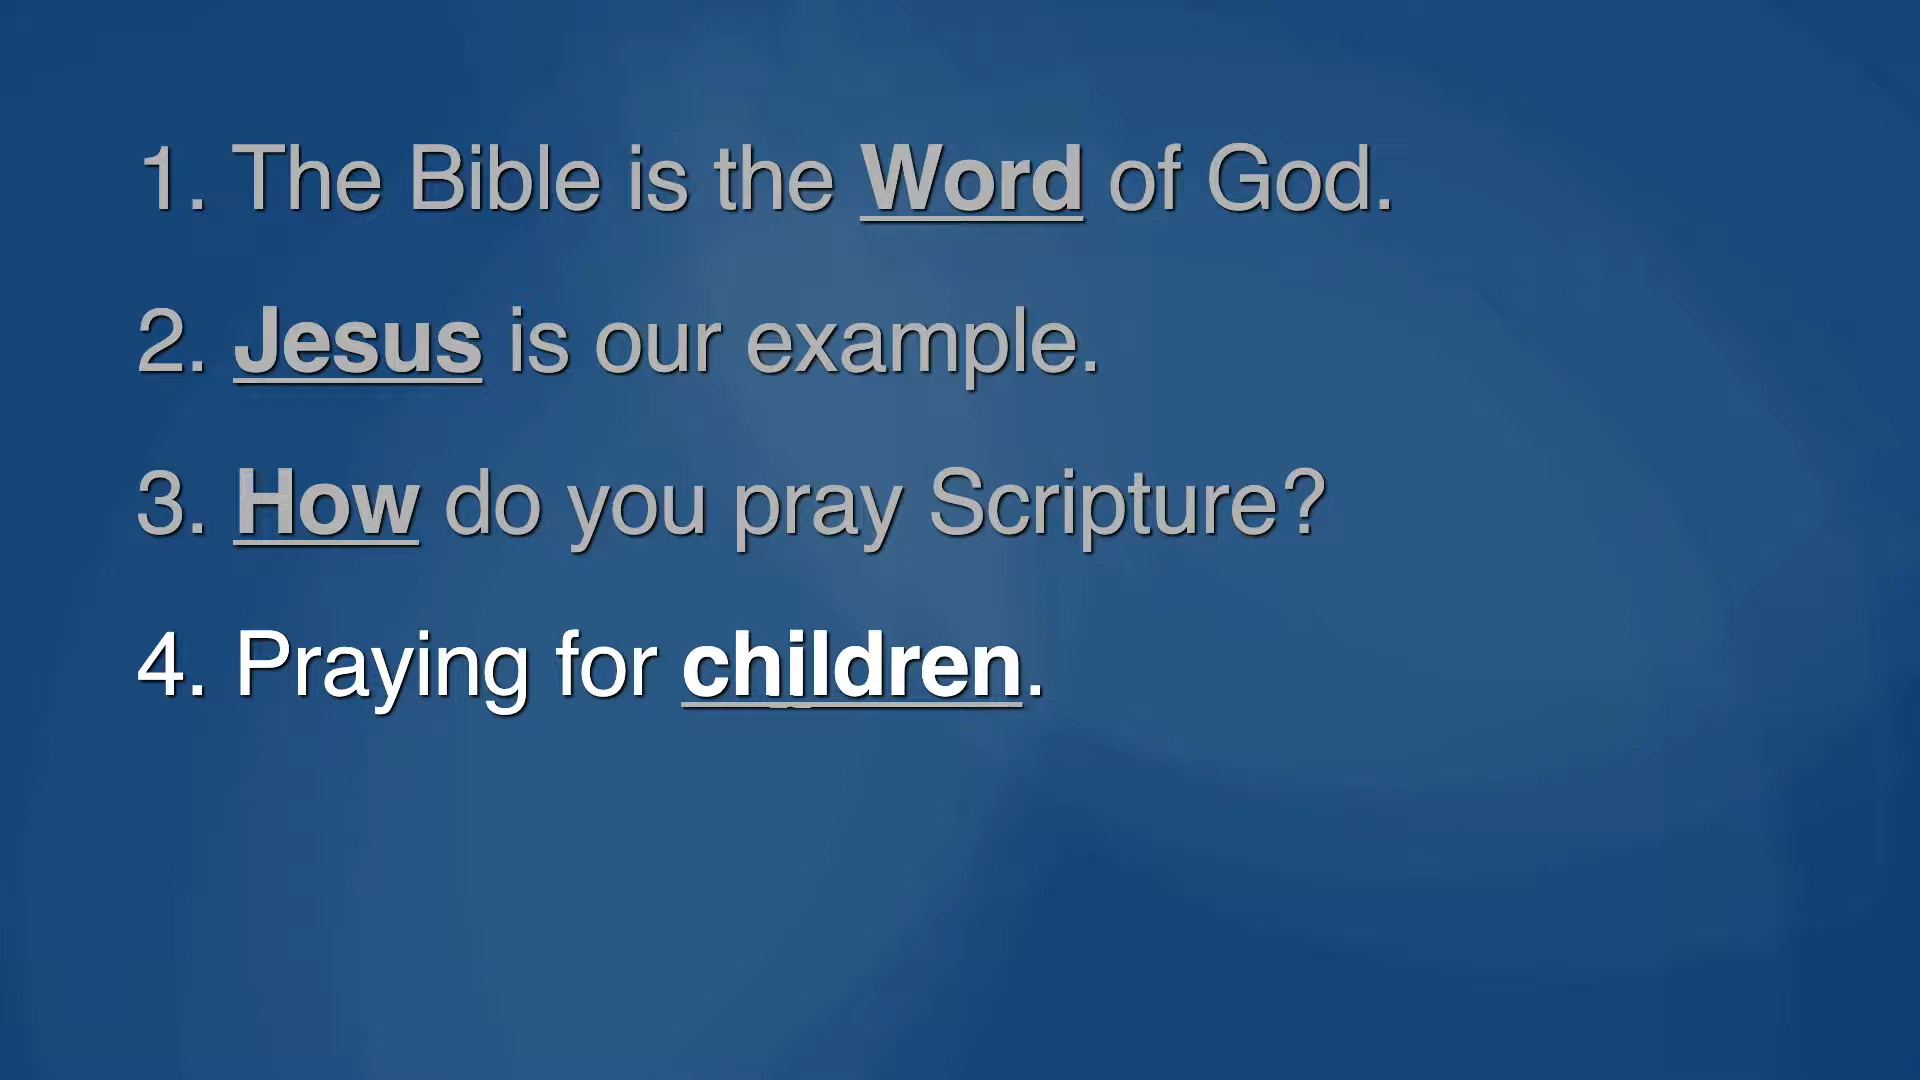 1. The Bible is the Word of God.
2. Jesus is our example.
3. How do you pray Scripture?
4. Praying for children.